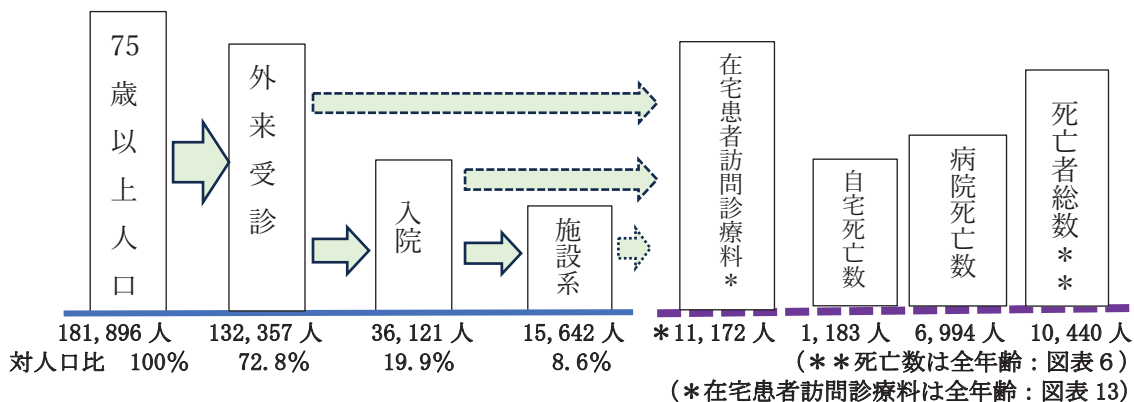 75歳以上人口
外来受診
入院
施設系
在宅患者訪問診療料*
自宅死亡数
病院死亡数
死亡者総数**
181,896 人
132,357 人
36,121 人
15,642 人
*11,172 人
1,183 人
6,994 人
10,440 人
対人口比 100% 72.8% 19.9% 8.6%
(**死亡数は全年齢：図表6)
(*在宅患者訪問診療料は全年齢：図表13)